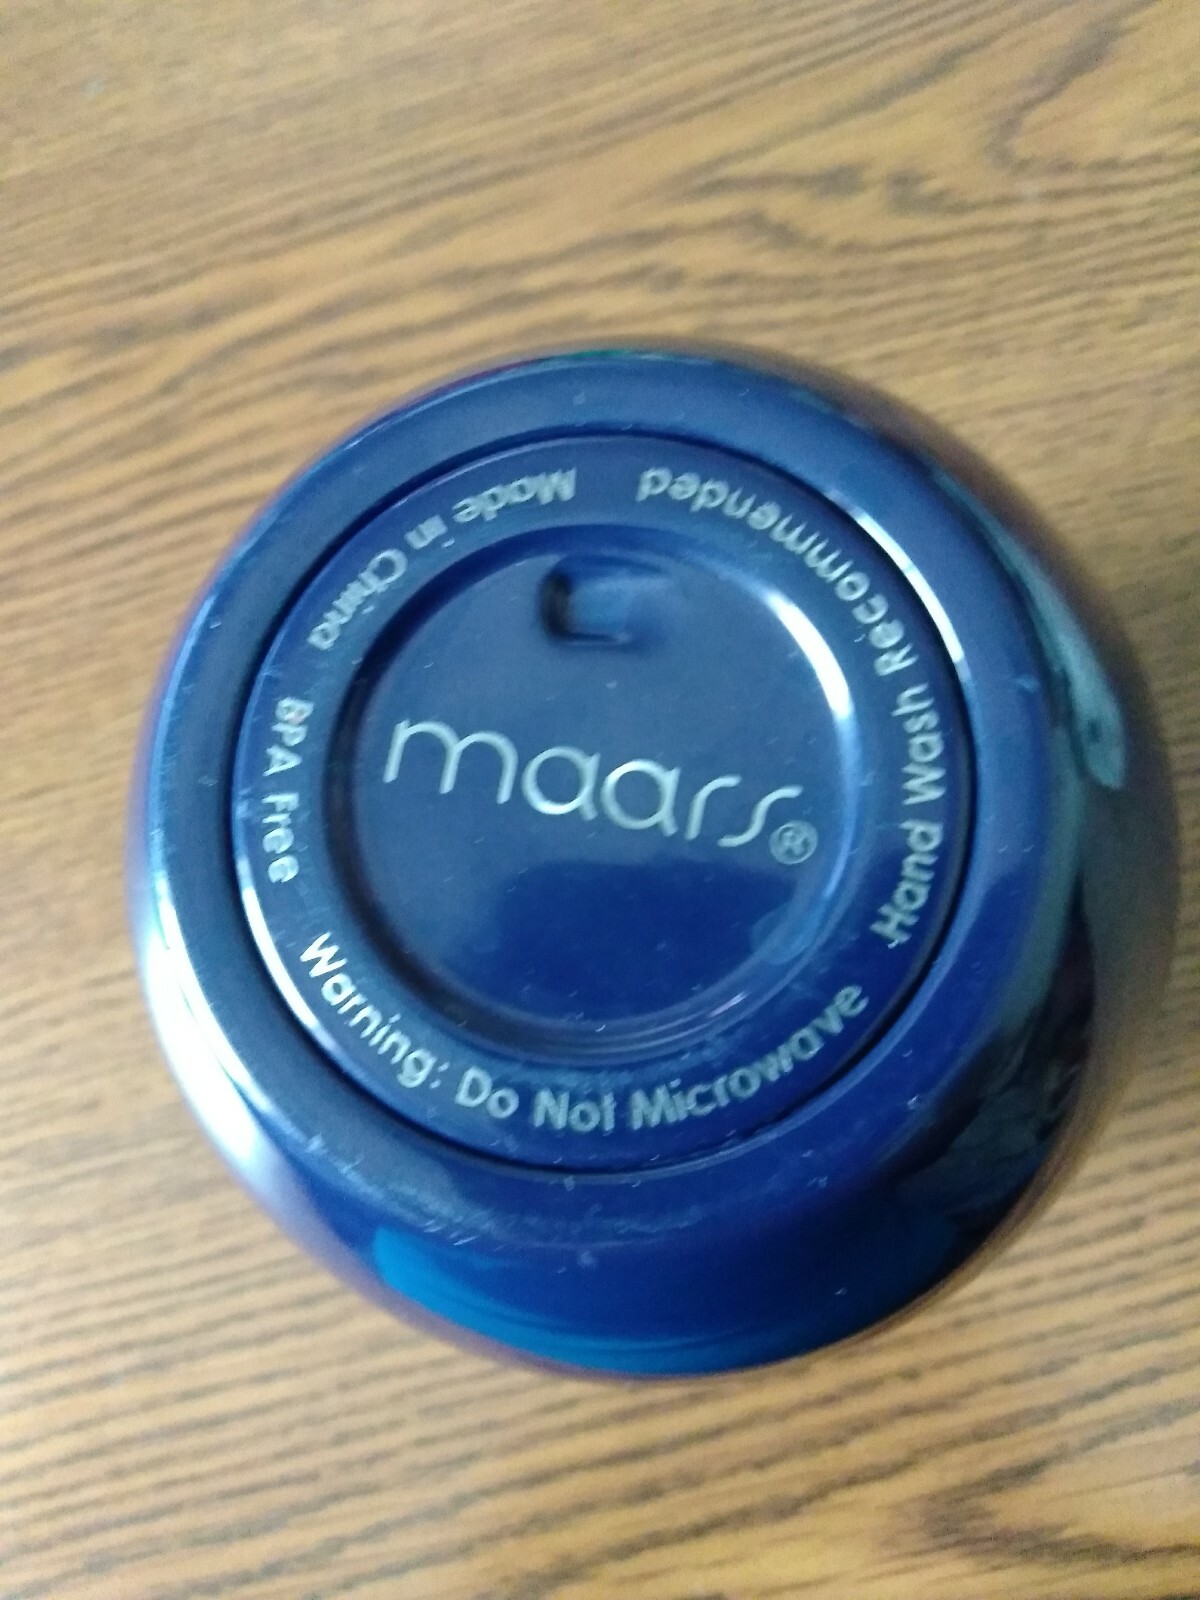 maars®
Made in China
Hand Wash Recommended
BPA Free
Warning: Do Not Microwave